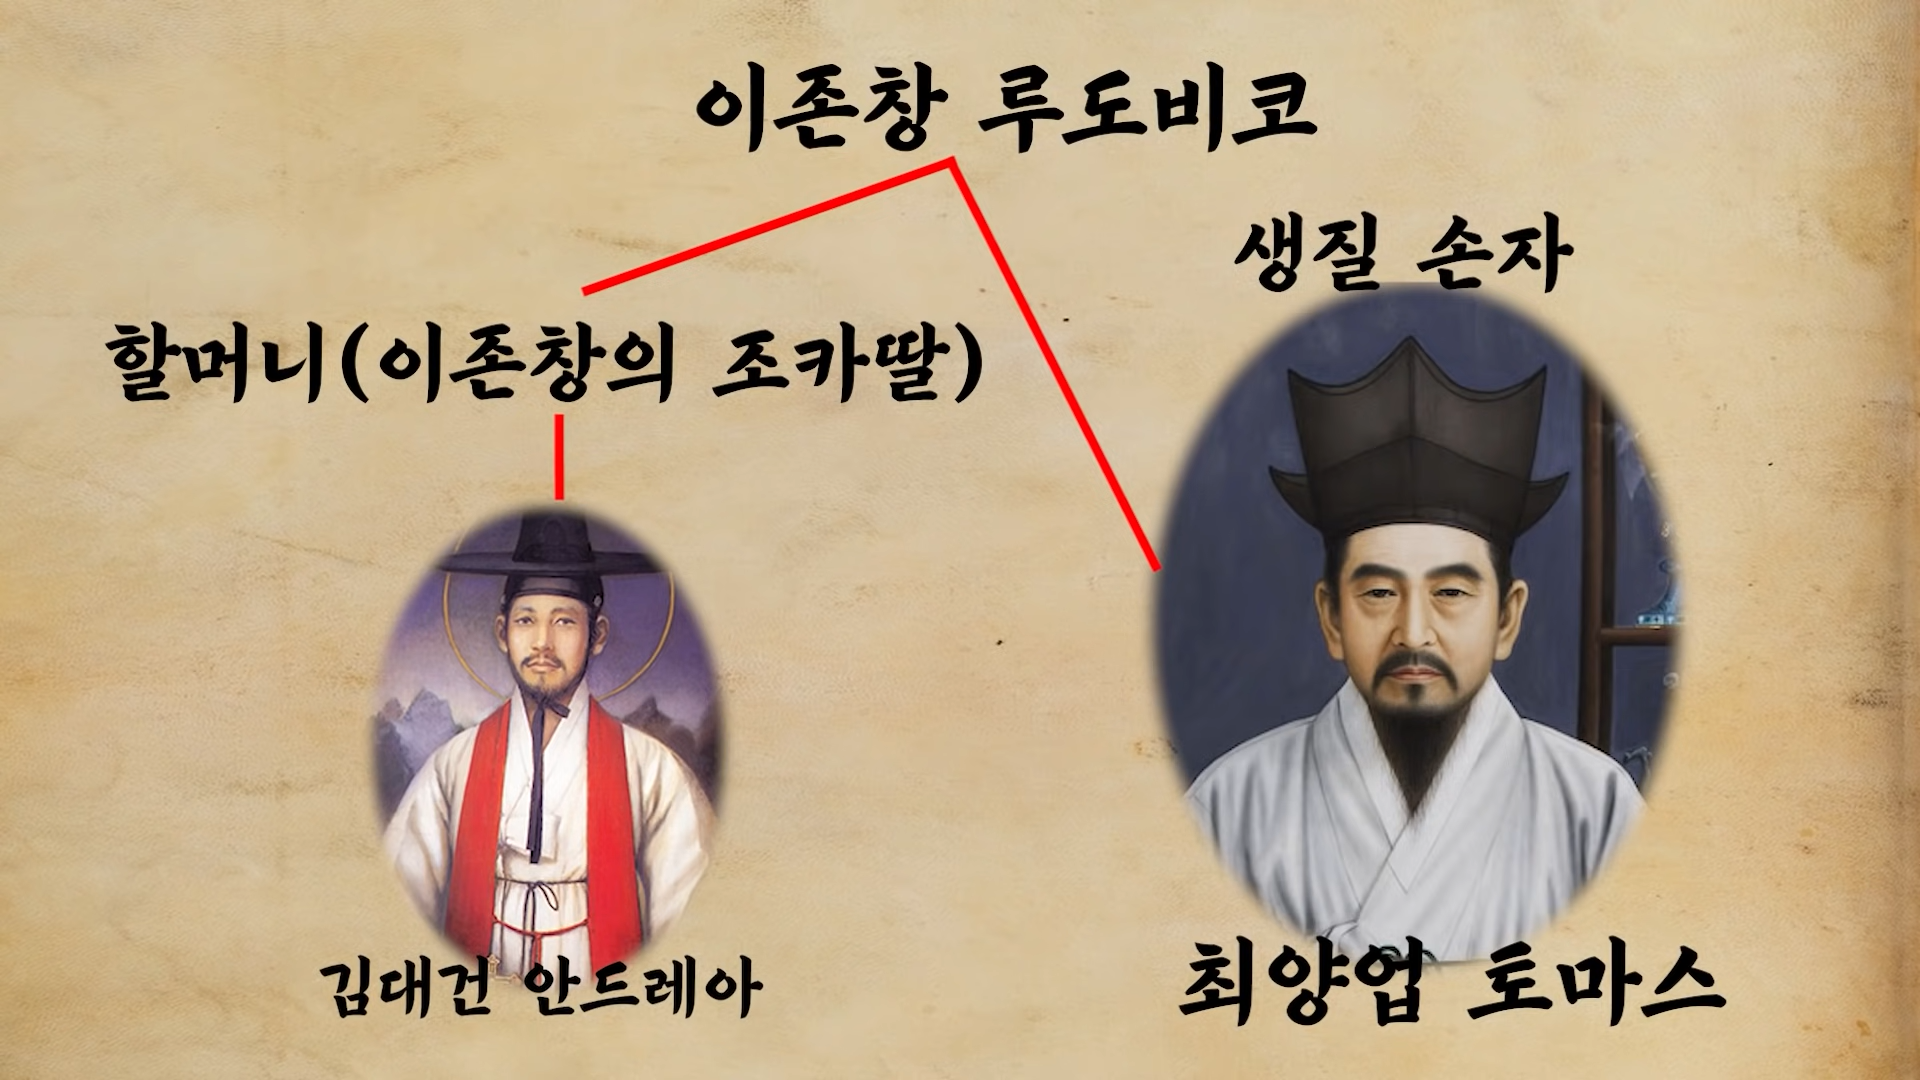 이존창 루도비코
생질 손자
할머니(이존창의 조카딸)
김대건 안드레아
최양업 토마스